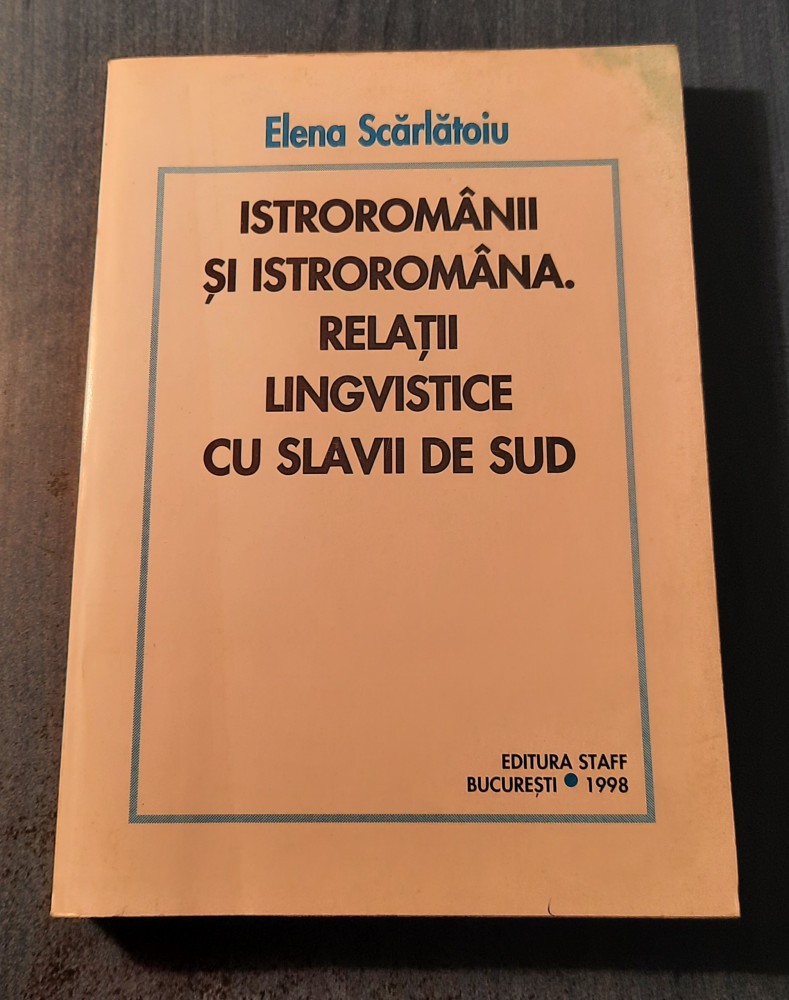 Elena Scărlătoiu
ISTROROMÂNII
ȘI ISTROROMÂNA.
RELAȚII
LINGVISTICE
CU SLAVII DE SUD
EDITURA STAFF
BUCUREȘTI • 1998